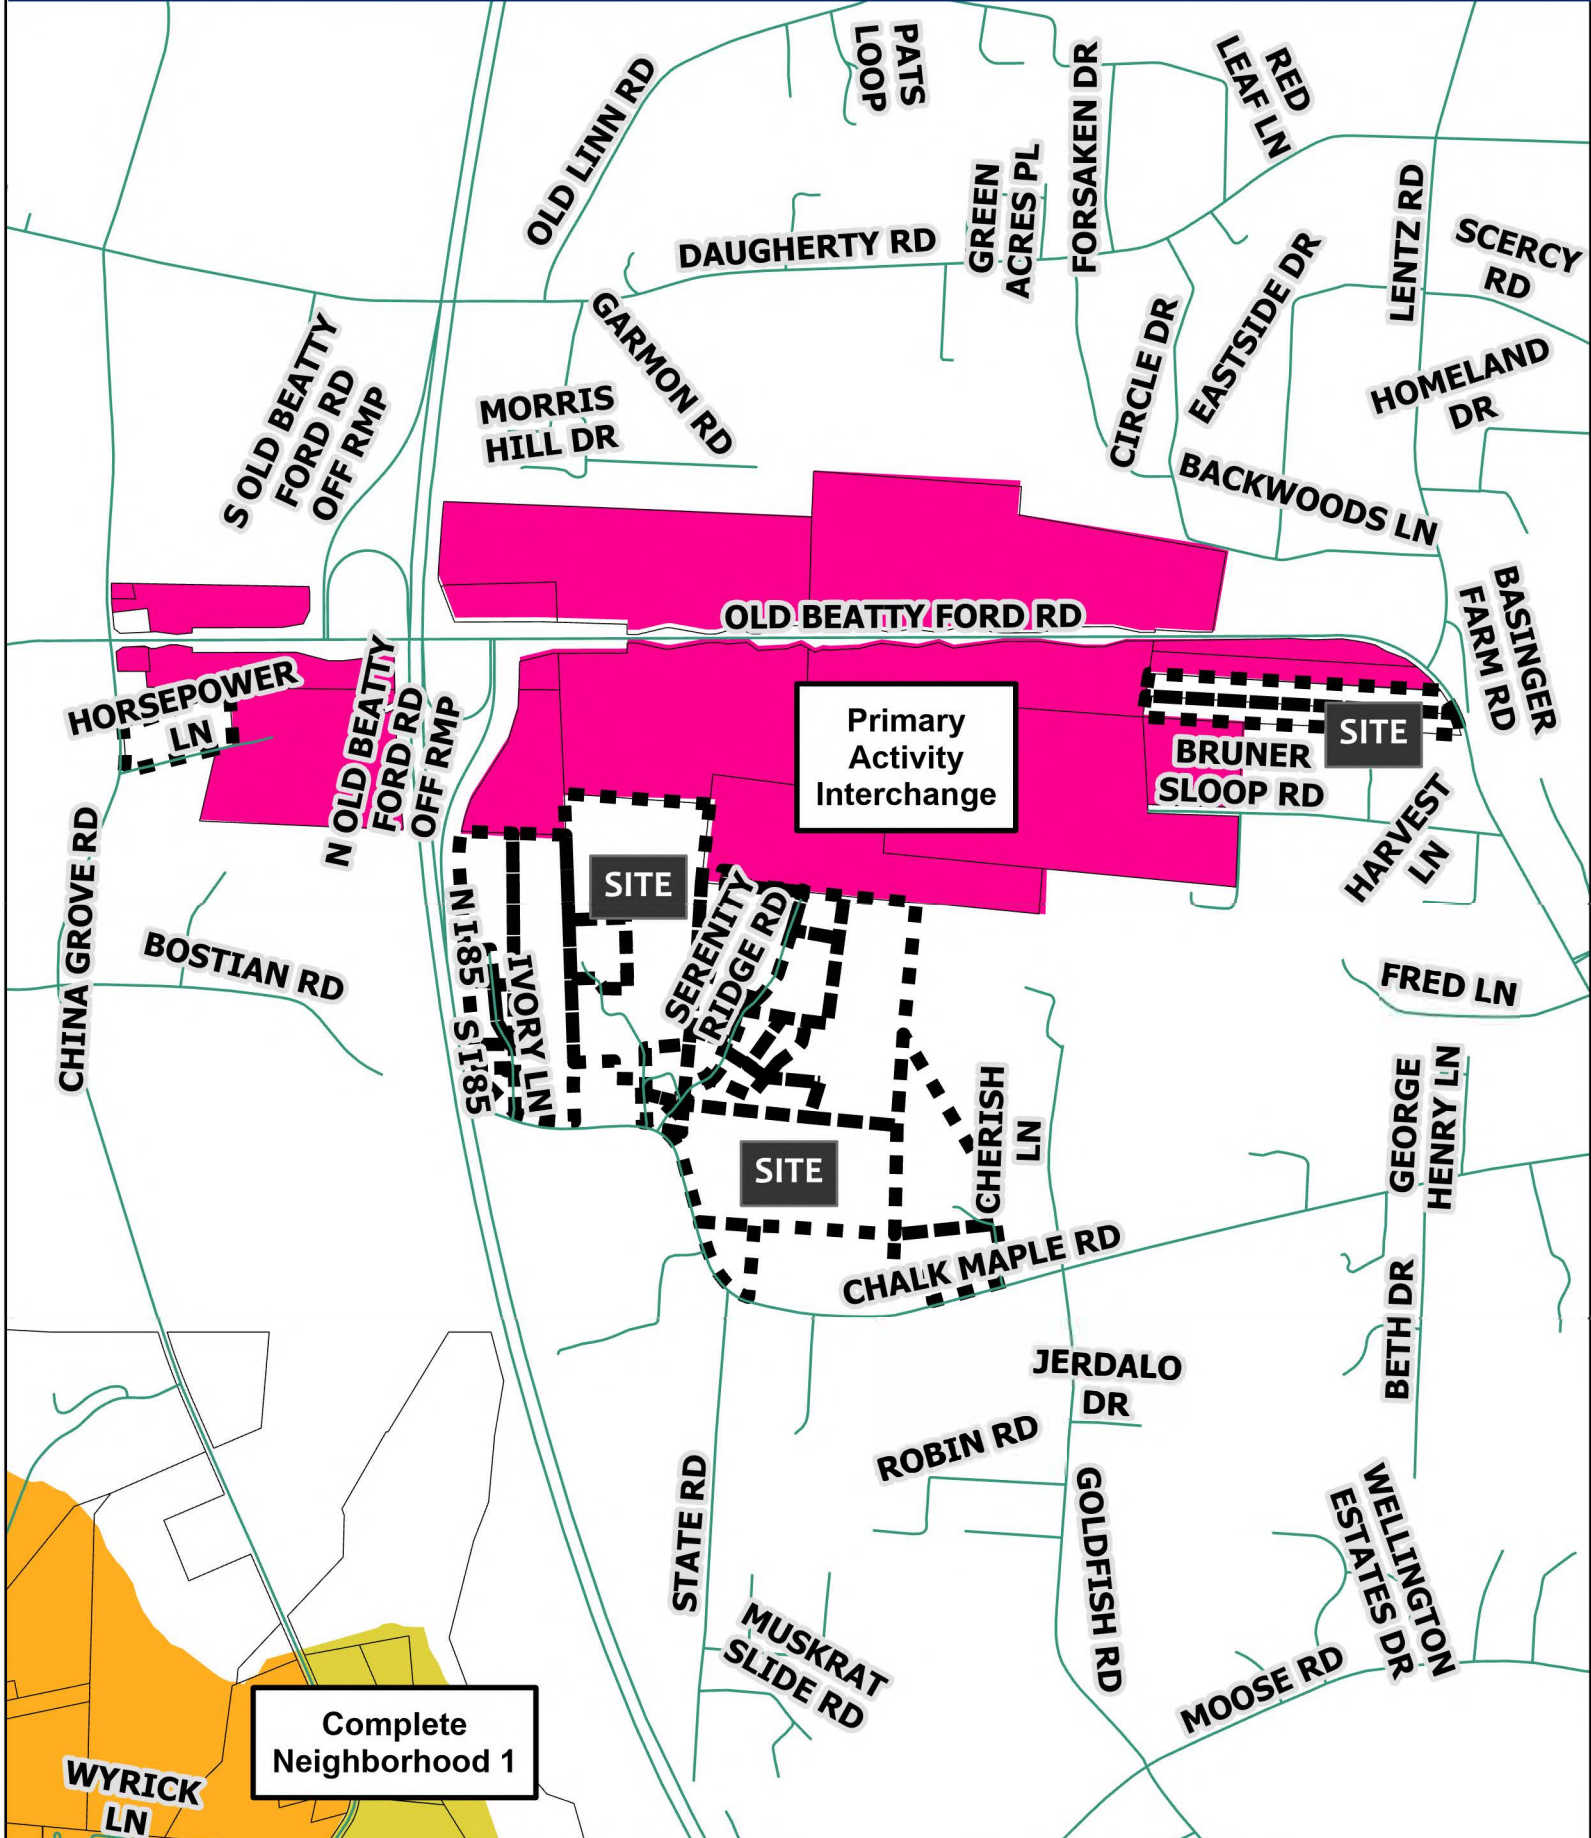 PATS
LOOP
RED
LEAF LN
OLD LINN RD
FORSAKEN DR
GREEN
ACRES PL
DAUGHERTY RD
LENTZ RD
SCERCY
RD
EASTSIDE DR
CIRCLE DR
GARMON RD
S OLD BEATTY
FORD RD
OFF RMP
MORRIS
HILL DR
HOMELAND
DR
BACKWOODS LN
OLD BEATTY FORD RD
BASINGER
FARM RD
HORSEPOWER
LN
N OLD BEATTY
FORD RD
OFF RMP
Primary
Activity
Interchange
SITE
BRUNER
SLOOP RD
HARVEST
LN
CHINA GROVE RD
SITE
SERENITY
RIDGE RD
N I 85
S I 85
IVORY LN
BOSTIAN RD
FRED LN
GEORGE
HENRY LN
CHERISH
LN
SITE
CHALK MAPLE RD
BETH DR
JERDALO
DR
ROBIN RD
GOLDFISH RD
STATE RD
WELLINGTON
ESTATES DR
MUSKRAT
SLIDE RD
MOOSE RD
Complete
Neighborhood 1
WYRICK
LN